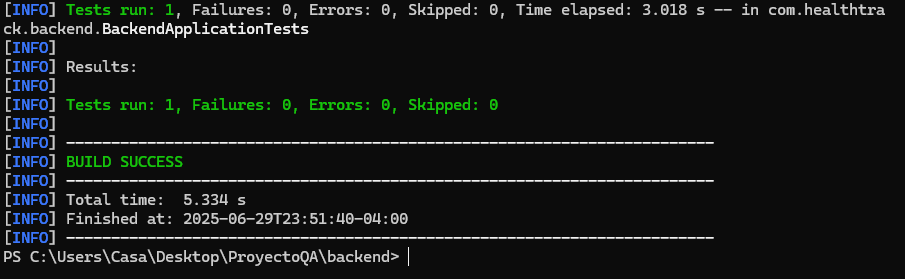 [INFO] Tests run: 1, Failures: 0, Errors: 0, Skipped: 0, Time elapsed: 3.018 s -- in com.healthtra
ck.backend.BackendApplicationTests
[INFO]
[INFO] Results:
[INFO]
[INFO] Tests run: 1, Failures: 0, Errors: 0, Skipped: 0
[INFO]
[INFO] ------------------------------------------------------------------------
[INFO] BUILD SUCCESS
[INFO] ------------------------------------------------------------------------
[INFO] Total time:  5.334 s
[INFO] Finished at: 2025-06-29T23:51:40-04:00
[INFO] ------------------------------------------------------------------------
PS C:\Users\Casa\Desktop\ProyectoQA\backend>